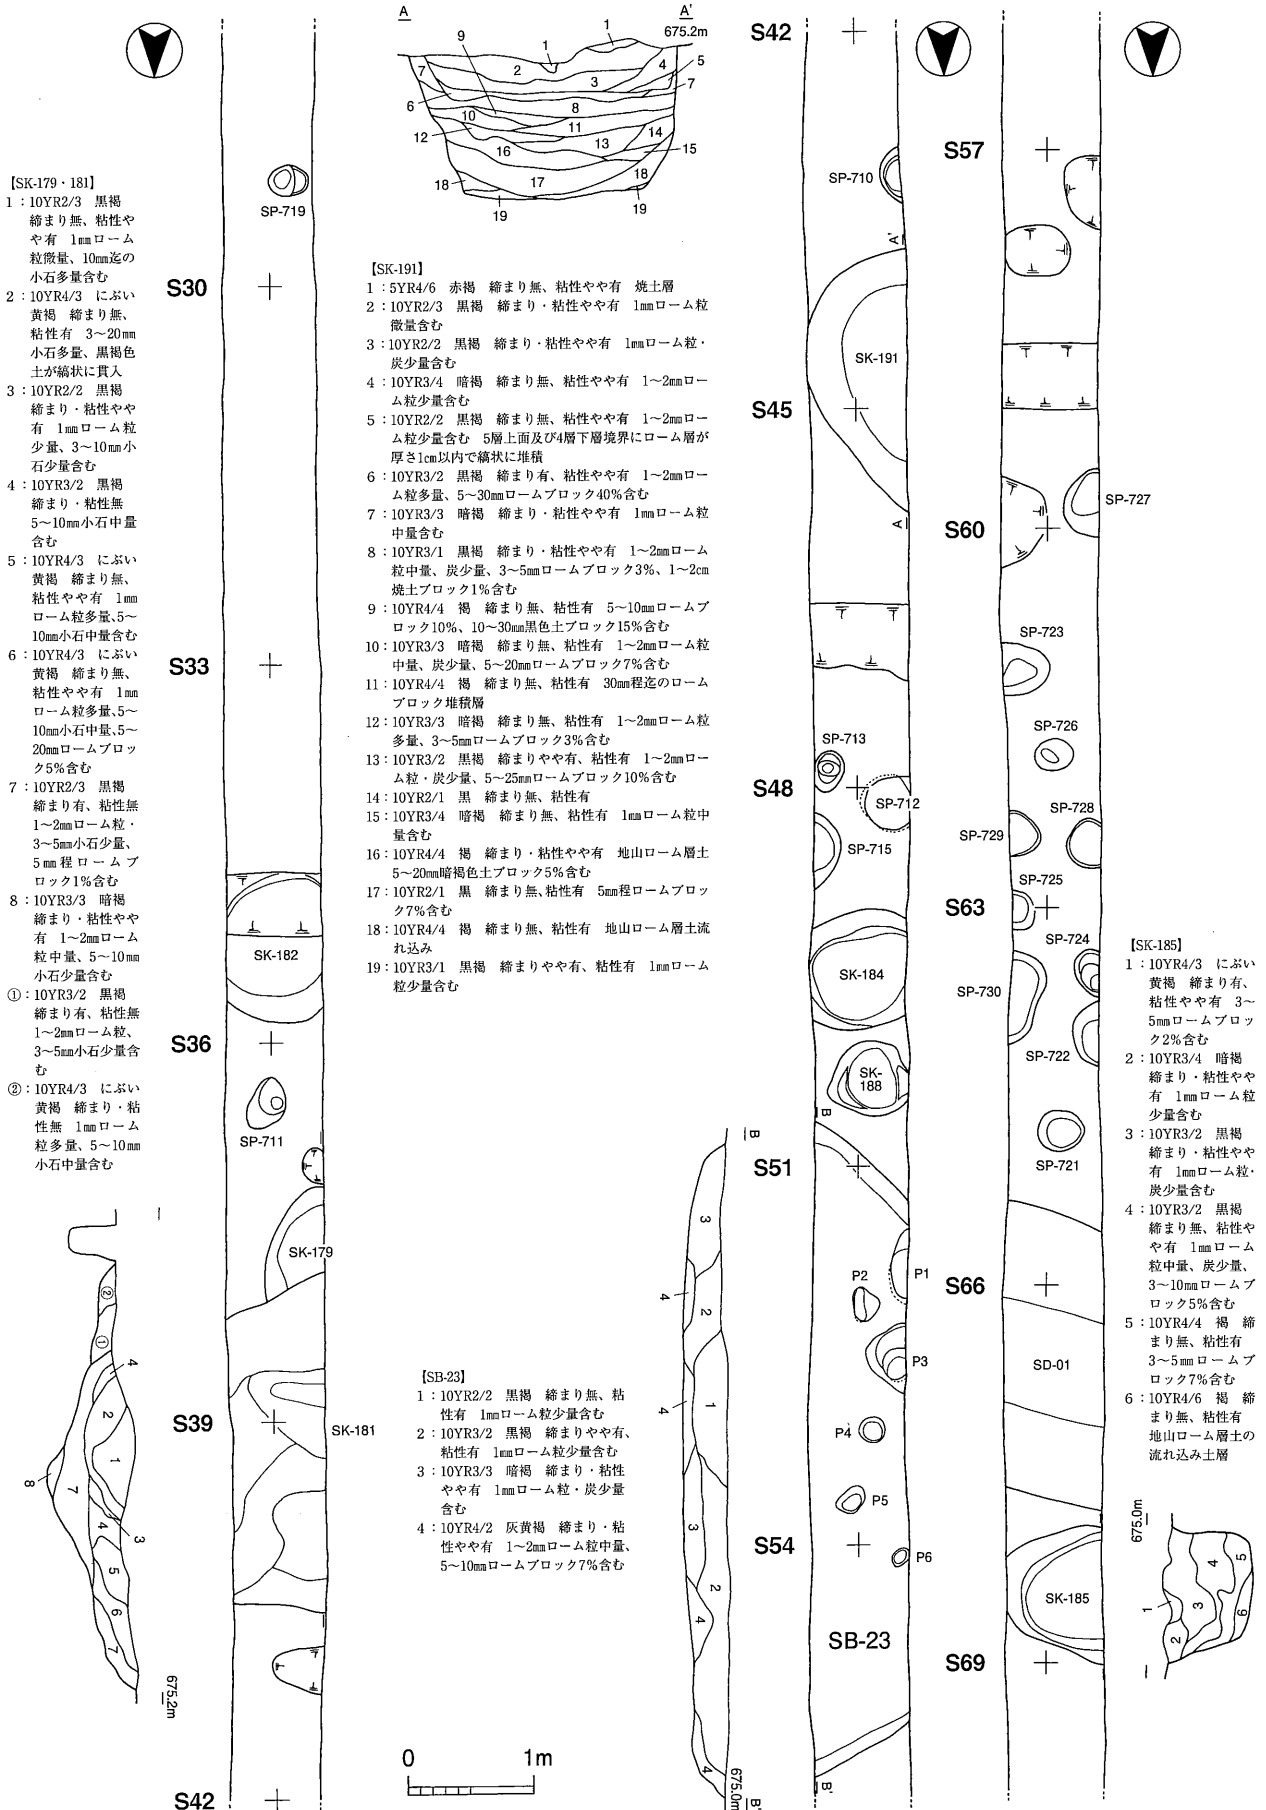 【SK-179・181】
1：10YR2/3　黒褐
締まり無、粘性や
や有　1㎜ローム
粒微量、10㎜迄の
小石多量含む
2：10YR4/3　にぶい
黄褐　締まり無、
粘性有　3～20㎜
小石多量、黒褐色
土が縞状に貫入
3：10YR2/2　黒褐
締まり・粘性やや
有　1㎜ローム粒
少量、3～10㎜小
石少量含む
4：10YR3/2　黒褐
締まり・粘性無
5～10㎜小石中量
含む
5：10YR4/3　にぶい
黄褐　締まり無、
粘性やや有　1㎜
ローム粒多量、5～
10㎜小石中量含む
6：10YR4/3　にぶい
黄褐　締まり無、
粘性やや有　1㎜
ローム粒多量、5～
10㎜小石中量、5～
20㎜ロームブロッ
ク5%含む
7：10YR2/3　黒褐
締まり有、粘性無
1～2㎜ローム粒・
3～5㎜小石少量、
5㎜程ロームブ
ロック1%含む
8：10YR3/3　暗褐
締まり・粘性やや
有　1～2㎜ローム
粒中量、5～10㎜
小石少量含む
①：10YR3/2　黒褐
締まり有、粘性無
1～2㎜ローム粒、
3～5㎜小石少量含
む
②：10YR4/3　にぶい
黄褐　締まり・粘
性無　1㎜ローム
粒多量、5～10㎜
小石中量含む
②
①
4
2
1
8
7
3
4
5
6
7
675.2m
SP-719
S30
S33
SK-182
S36
SP-711
SK-179
S39
SK-181
S42
A
A'
675.2m
1
1
9
2
3
4
5
7
7
6
8
10
11
12
13
14
15
16
17
18
18
19
19
【SK-191】
1：5YR4/6　赤褐　締まり無、粘性やや有　焼土層
2：10YR2/3　黒褐　締まり・粘性やや有　1㎜ローム粒
微量含む
3：10YR2/2　黒褐　締まり・粘性やや有　1㎜ローム粒・
炭少量含む
4：10YR3/4　暗褐　締まり無、粘性やや有　1～2㎜ロー
ム粒少量含む
5：10YR2/2　黒褐　締まり無、粘性やや有　1～2㎜ロー
ム粒少量含む　5層上面及び4層下層境界にローム層が
厚さ1㎝以内で縞状に堆積
6：10YR3/2　黒褐　締まり有、粘性やや有　1～2㎜ロー
ム粒多量、5～30㎜ロームブロック40%含む
7：10YR3/3　暗褐　締まり・粘性やや有　1㎜ローム粒
中量含む
8：10YR3/1　黒褐　締まり・粘性やや有　1～2㎜ローム
粒中量、炭少量、3～5㎜ロームブロック3%、1～2㎝
焼土ブロック1%含む
9：10YR4/4　褐　締まり無、粘性有　5～10㎜ロームブ
ロック10%、10～30㎜黒色土ブロック15%含む
10：10YR3/3　暗褐　締まり無、粘性有　1～2㎜ローム粒
中量、炭少量、5～20㎜ロームブロック7%含む
11：10YR4/4　褐　締まり無、粘性有　30㎜程迄のローム
ブロック堆積層
12：10YR3/3　暗褐　締まり無、粘性有　1～2㎜ローム粒
多量、3～5㎜ロームブロック3%含む
13：10YR3/2　黒褐　締まりやや有、粘性有　1～2㎜ロー
ム粒・炭少量、5～25㎜ロームブロック10%含む
14：10YR2/1　黒　締まり無、粘性有
15：10YR3/4　暗褐　締まり無、粘性有　1㎜ローム粒中
量含む
16：10YR4/4　褐　締まり・粘性やや有　地山ローム層土
5～20㎜暗褐色土ブロック5%含む
17：10YR2/1　黒　締まり無、粘性有　5㎜程ロームブロッ
ク7%含む
18：10YR4/4　褐　締まり無、粘性有　地山ローム層土流
れ込み
19：10YR3/1　黒褐　締まりやや有、粘性有　1㎜ローム
粒少量含む
【SB-23】
1：10YR2/2　黒褐　締まり無、粘
性有　1㎜ローム粒少量含む
2：10YR3/2　黒褐　締まりやや有、
粘性有　1㎜ローム粒少量含む
3：10YR3/3　暗褐　締まり・粘性
やや有　1㎜ローム粒・炭少量
含む
4：10YR4/2　灰黄褐　締まり・粘
性やや有　1～2㎜ローム粒中量、
5～10㎜ロームブロック7%含む
0　1m
B
3
4
2
4
1
3
2
4
4
675.0m
B'
S42
SP-710
A'
SK-191
S45
A
SP-713
S48
SP-712
SP-715
SK-184
SK-
188
B
S51
P1
P2
P3
P4
P5
S54
P6
SB-23
B'
S57
SP-727
S60
SP-723
SP-726
SP-728
SP-729
SP-725
S63
SP-724
SP-730
SP-722
SP-721
S66
SD-01
SK-185
S69
【SK-185】
1：10YR4/3　にぶい
黄褐　締まり有、
粘性やや有　3～
5㎜ロームブロッ
ク2%含む
2：10YR3/4　暗褐
締まり・粘性やや
有　1㎜ローム粒
少量含む
3：10YR3/2　黒褐
締まり・粘性やや
有　1㎜ローム粒・
炭少量含む
4：10YR3/2　黒褐
締まり無、粘性や
や有　1㎜ローム
粒中量、炭少量、
3～10㎜ロームブ
ロック5%含む
5：10YR4/4　褐　締
まり無、粘性有
3～5㎜ロームブ
ロック7%含む
6：10YR4/6　褐　締
まり無、粘性有
地山ローム層土の
流れ込み土層
675.0m
1
2
3
4
5
6